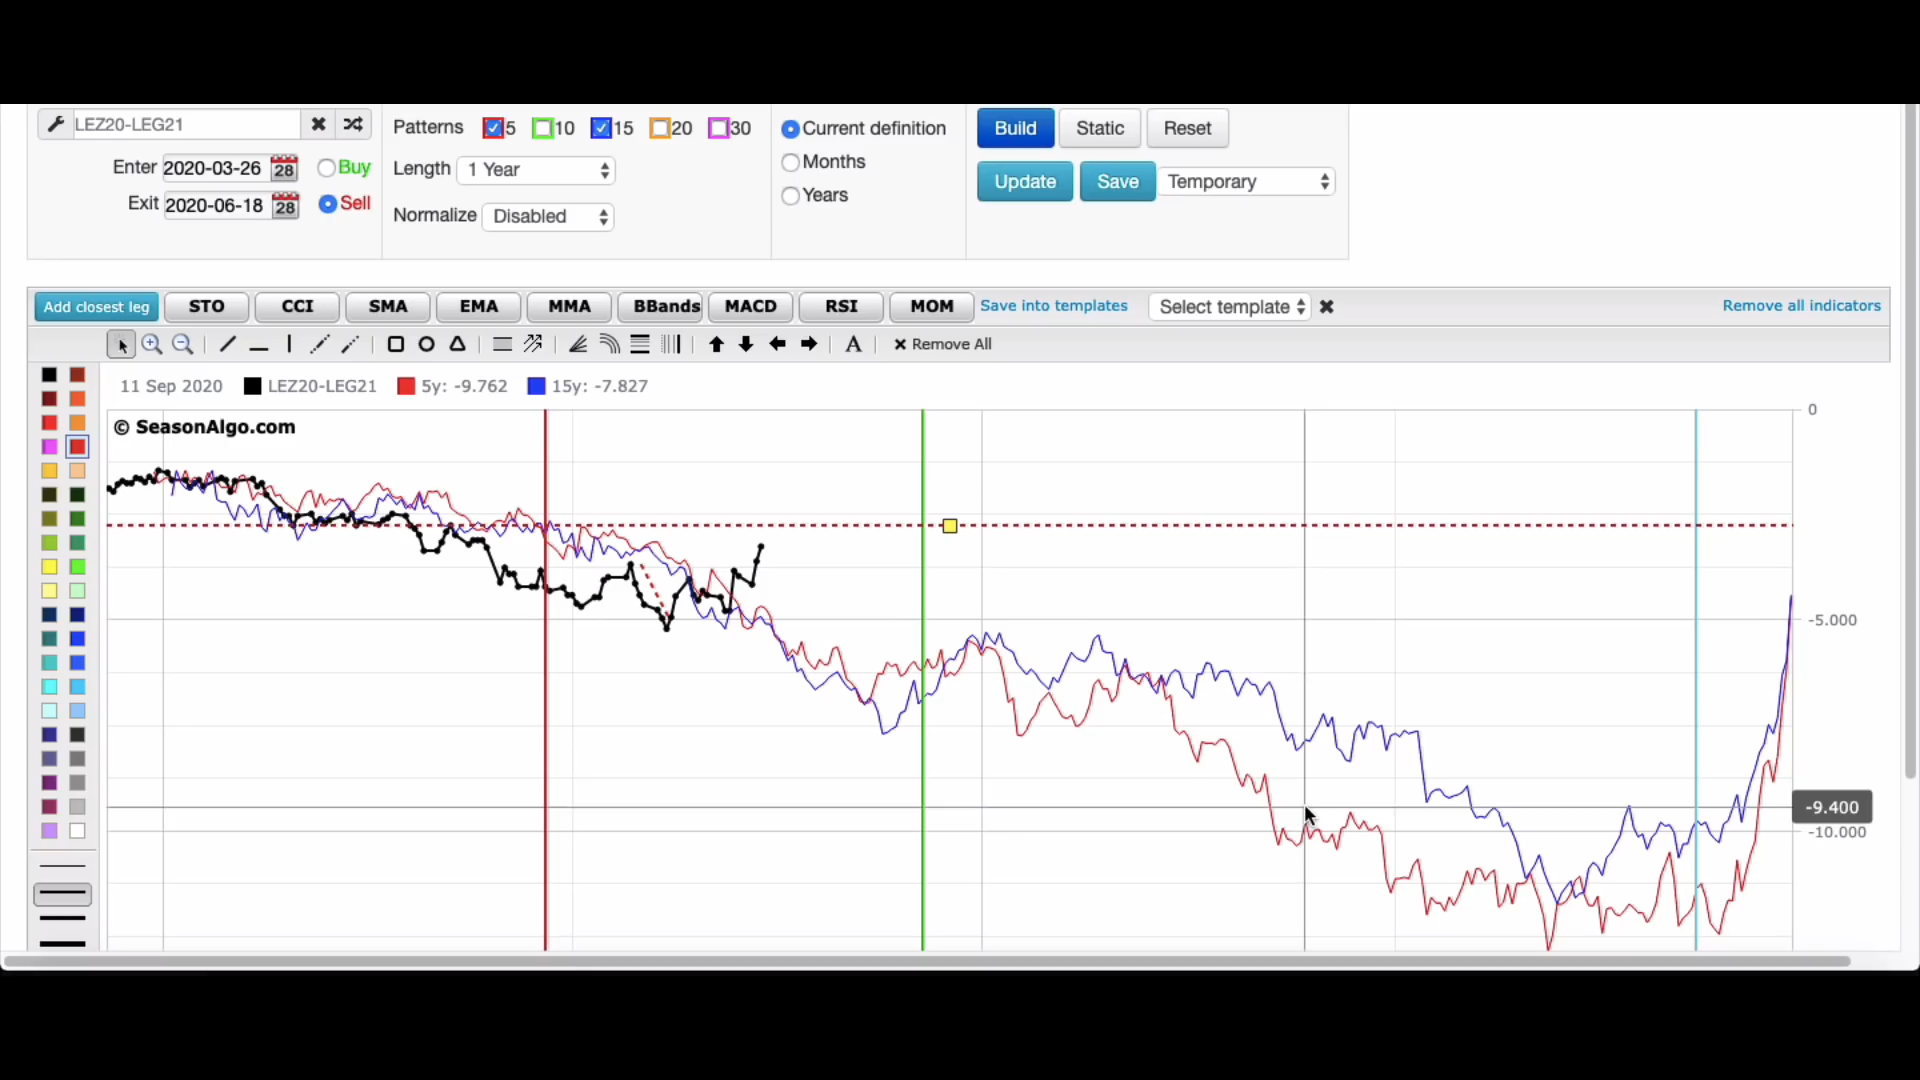 LEZ20-LEG21
Enter 2020-03-26 28 Buy
Exit 2020-06-18 28 Sell
Patterns 5 10 15 20 30
Length 1 Year
Normalize Disabled
Current definition
Months
Years
Build Static Reset
Update Save Temporary
Add closest leg STO CCI SMA EMA MMA BBands MACD RSI MOM Save into templates Select template Remove all indicators
A Remove All
11 Sep 2020 LEZ20-LEG21 5y: -9.762 15y: -7.827
© SeasonAlgo.com
0
-5.000
-9.400
-10.000